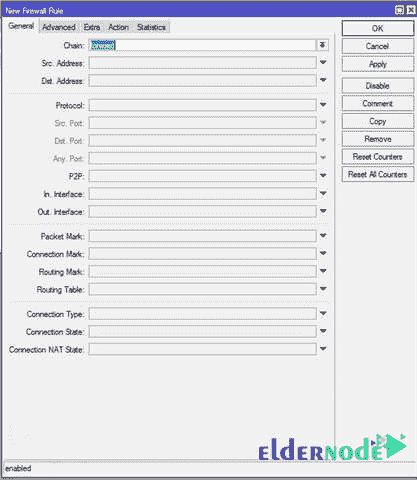 New Firewall Rule
General Advanced Extra Action Statistics
Chain: forward
Src. Address:
Dst. Address:
Protocol:
Src. Port:
Dst. Port:
Any. Port:
P2P:
In. Interface:
Out. Interface:
Packet Mark:
Connection Mark:
Routing Mark:
Routing Table:
Connection Type:
Connection State:
Connection NAT State:
OK
Cancel
Apply
Disable
Comment
Copy
Remove
Reset Counters
Reset All Counters
ELDERNODE
enabled